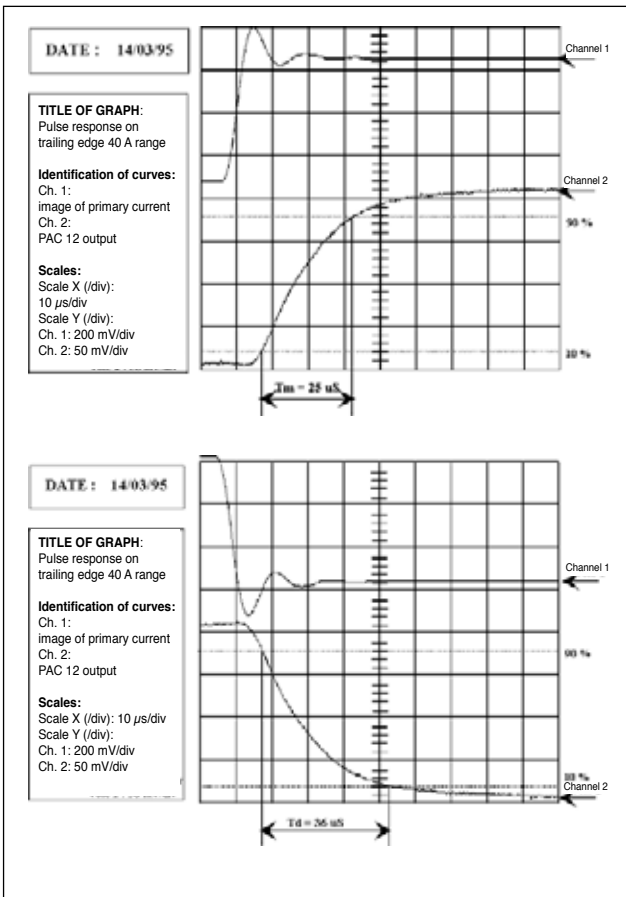 DATE : 14/03/95
TITLE OF GRAPH:
Pulse response on
trailing edge 40 A range
Identification of curves:
Ch. 1:
image of primary current
Ch. 2:
PAC 12 output
Scales:
Scale X (/div):
10 µs/div
Scale Y (/div):
Ch. 1: 200 mV/div
Ch. 2: 50 mV/div
Channel 1
Channel 2
90 %
10 %
Tm = 25 uS
DATE : 14/03/95
TITLE OF GRAPH:
Pulse response on
trailing edge 40 A range
Identification of curves:
Ch. 1:
image of primary current
Ch. 2:
PAC 12 output
Scales:
Scale X (/div): 10 µs/div
Scale Y (/div):
Ch. 1: 200 mV/div
Ch. 2: 50 mV/div
Channel 1
90 %
10 %
Channel 2
Td = 36 uS